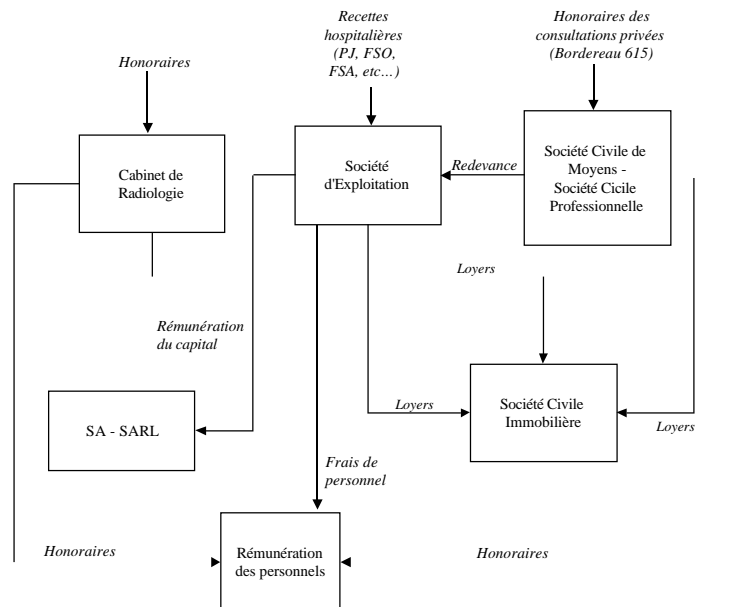 Recettes
hospitalières
(PJ, FSO,
FSA, etc…)
Honoraires des
consultations privées
(Bordereau 615)
Honoraires
Cabinet de
Radiologie
Société
d'Exploitation
Redevance
Société Civile de
Moyens -
Société Cicile
Professionnelle
Loyers
Rémunération
du capital
SA - SARL
Loyers
Société Civile
Immobilière
Loyers
Frais de
personnel
Honoraires
Rémunération
des personnels
Honoraires